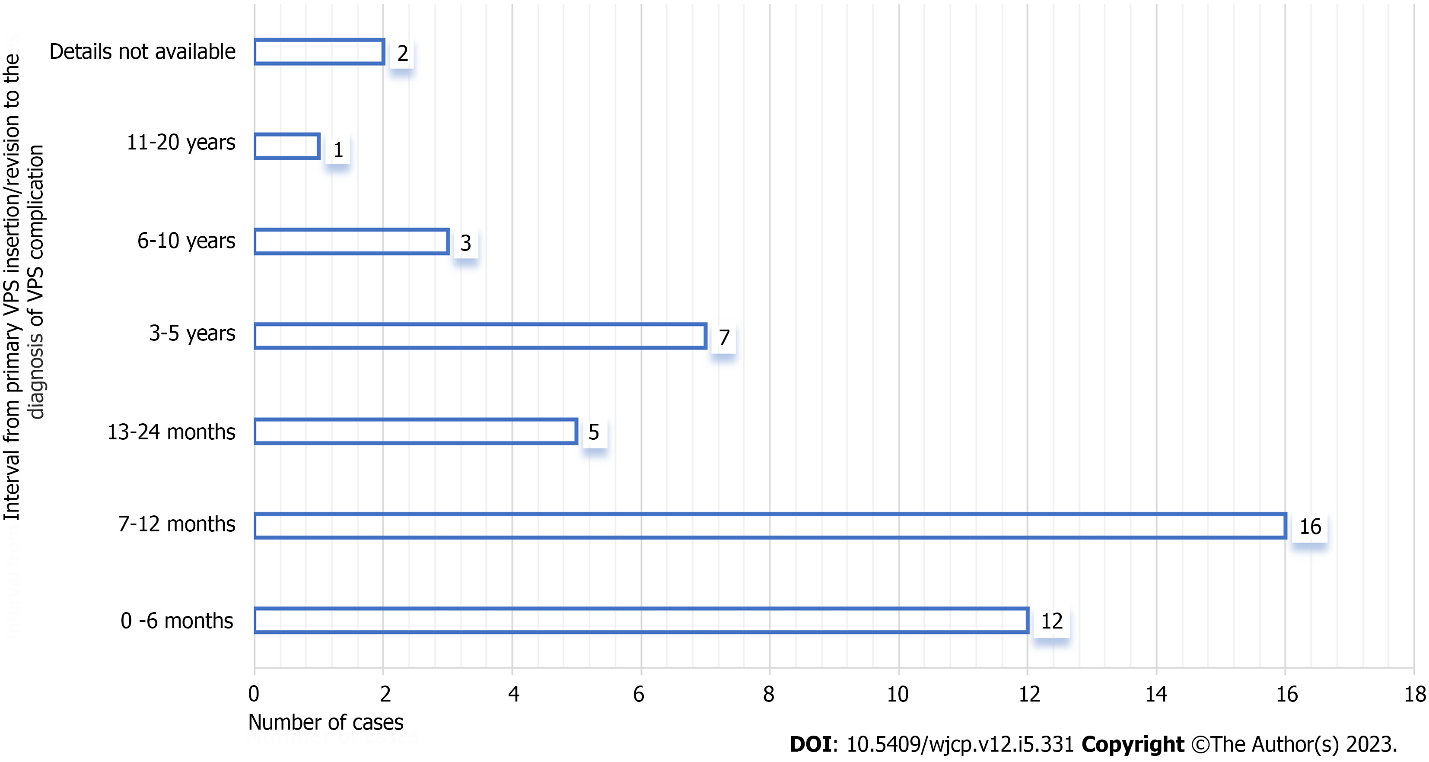 Interval from primary VPS insertion/revision to the
diagnosis of VPS complication
Details not available
2
11-20 years
1
6-10 years
3
3-5 years
7
13-24 months
5
7-12 months
16
0 -6 months
12
0 2 4 6 8 10 12 14 16 18
Number of cases
DOI: 10.5409/wjcp.v12.i5.331 Copyright ©The Author(s) 2023.